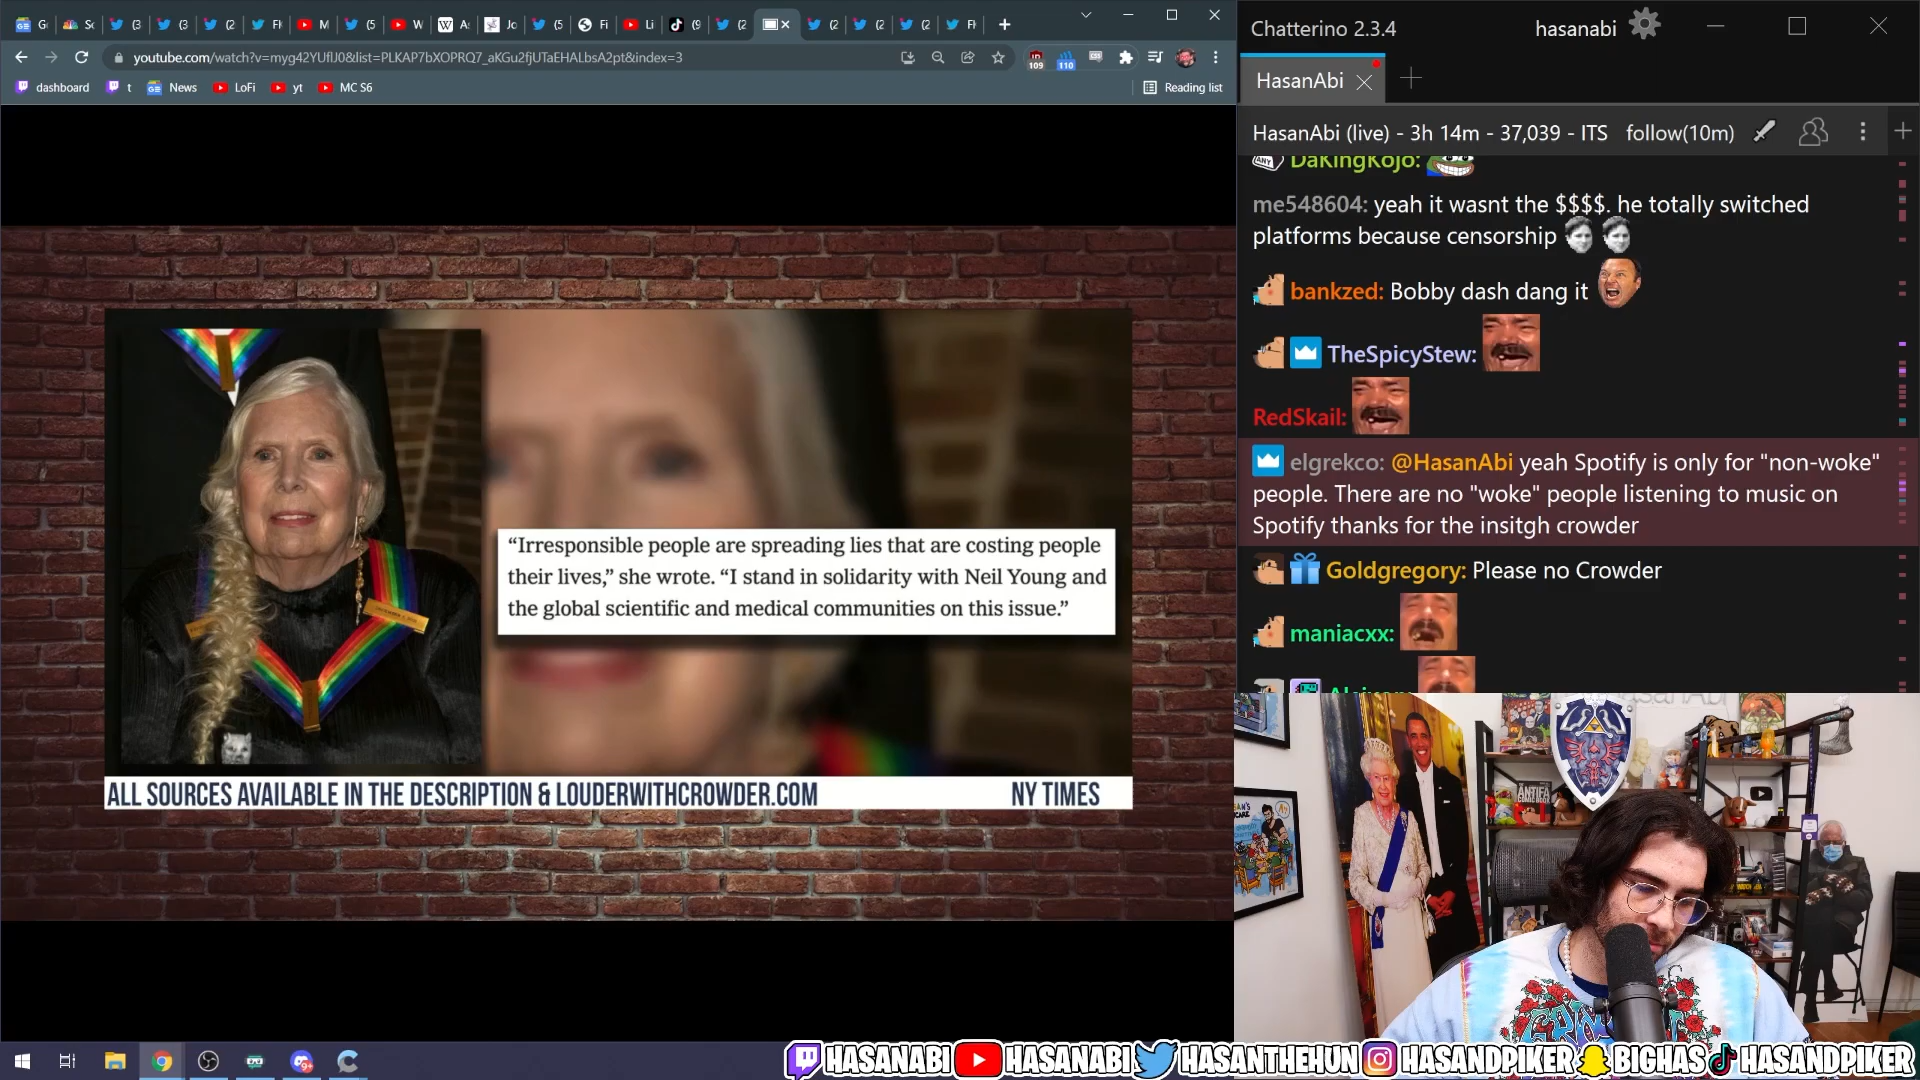 youtube.com/watch?v=myg42YUflJ0&list=PLKAP7bXOPRQ7_aKGu2fjUTaEHALbsA2pt&index=3
109
110
dashboard
t
News
LoFi
yt
MC S6
Reading list
“Irresponsible people are spreading lies that are costing people
their lives,” she wrote. “I stand in solidarity with Neil Young and
the global scientific and medical communities on this issue.”
ALL SOURCES AVAILABLE IN THE DESCRIPTION & LOUDERWITHCROWDER.COM
NY TIMES
Chatterino 2.3.4
hasanabi
HasanAbi
HasanAbi (live) - 3h 14m - 37,039 - ITS
follow(10m)
DaKingKojo:
me548604: yeah it wasnt the $$$$. he totally switched
platforms because censorship
bankzed: Bobby dash dang it
TheSpicyStew:
RedSkail:
elgrekco: @HasanAbi yeah Spotify is only for "non-woke"
people. There are no "woke" people listening to music on
Spotify thanks for the insitgh crowder
Goldgregory: Please no Crowder
maniacxx:
HASANABI
HASANABI
HASANTHEHUN
HASANDPIKER
BIGHAS
HASANDPIKER